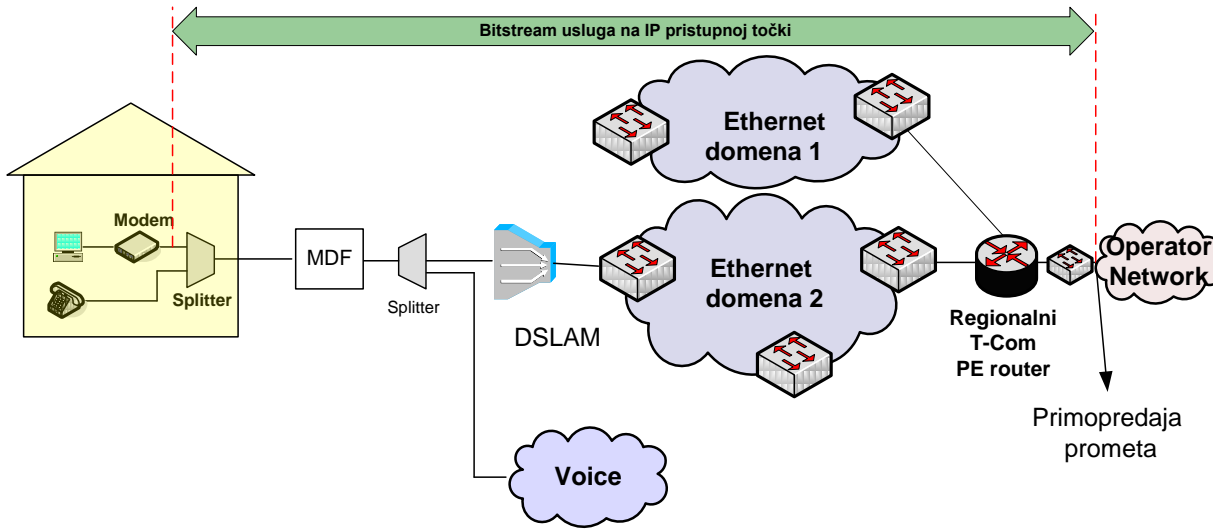 Bitstream usluga na IP pristupnoj točki
Ethernet
domena 1
Modem
Splitter
MDF
Splitter
DSLAM
Ethernet
domena 2
Regionalni
T-Com
PE router
Operator
Network
Primopredaja
prometa
Voice